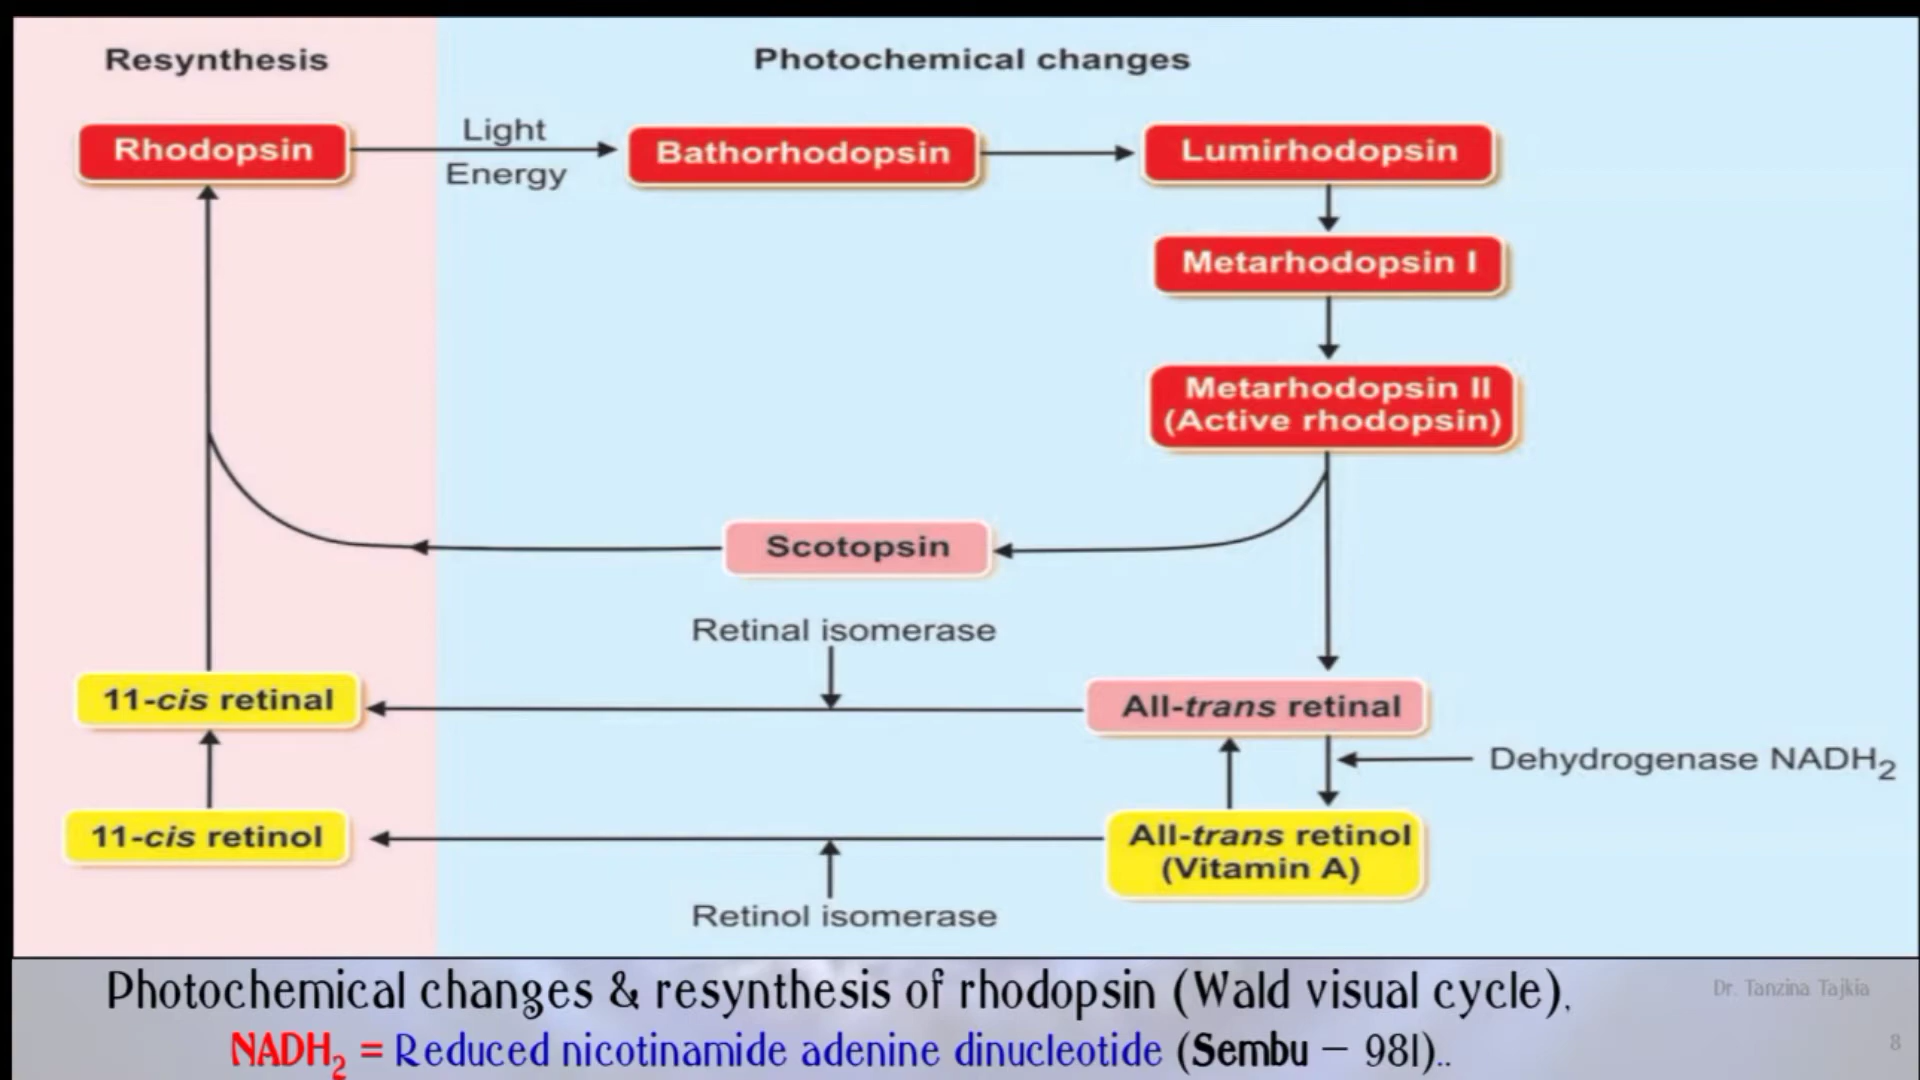 Resynthesis
Photochemical changes
Rhodopsin
Light
Energy
Bathorhodopsin
Lumirhodopsin
Metarhodopsin I
Metarhodopsin II
(Active rhodopsin)
Scotopsin
Retinal isomerase
11-cis retinal
All-trans retinal
Dehydrogenase NADH₂
11-cis retinol
All-trans retinol
(Vitamin A)
Retinol isomerase
Photochemical changes & resynthesis of rhodopsin (Wald visual cycle).
Dr. Tanzina Tajkia
NADH₂ = Reduced nicotinamide adenine dinucleotide (Sembu – 981)..
8